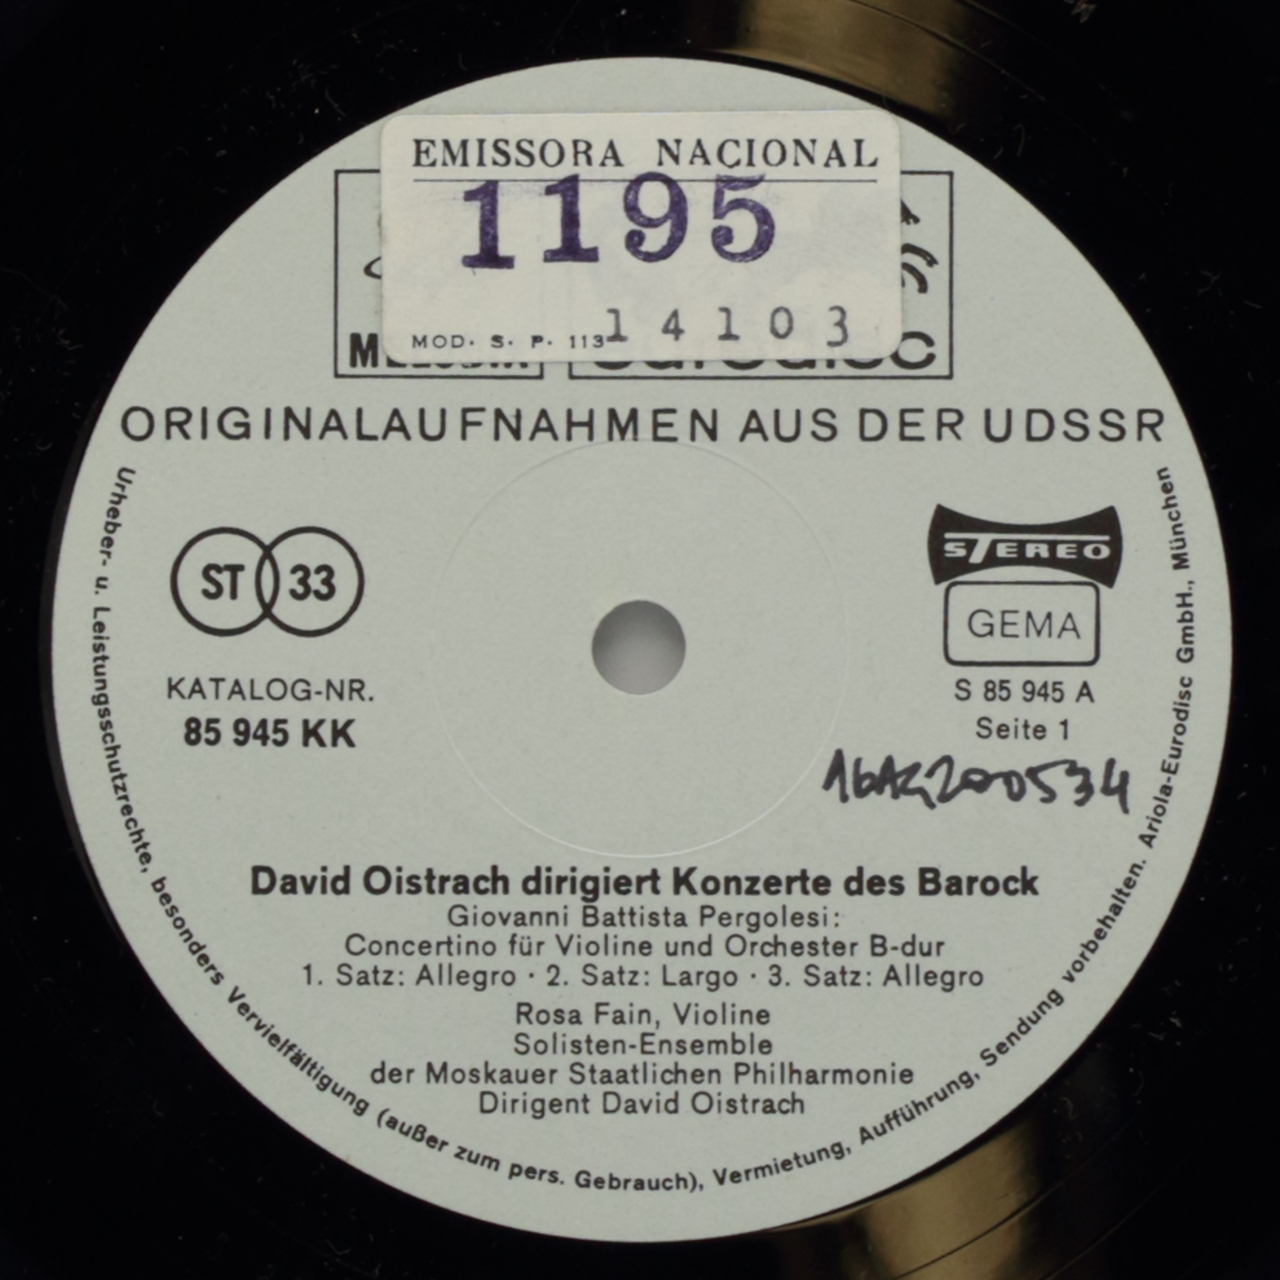 EMISSORA NACIONAL
1195
MOD. S. P. 113
14103
ORIGINALAUFNAHMEN AUS DER UDSSR
ST 33
STEREO
GEMA
KATALOG-NR.
85 945 KK
S 85 945 A
Seite 1
David Oistrach dirigiert Konzerte des Barock
Giovanni Battista Pergolesi:
Concertino für Violine und Orchester B-dur
1. Satz: Allegro · 2. Satz: Largo · 3. Satz: Allegro
Rosa Fain, Violine
Solisten-Ensemble
der Moskauer Staatlichen Philharmonie
Dirigent David Oistrach
Urheber- u. Leistungsschutzrechte, besonders Vervielfältigung (außer zum pers. Gebrauch), Vermietung, Aufführung, Sendung vorbehalten. Ariola-Eurodisc GmbH., München